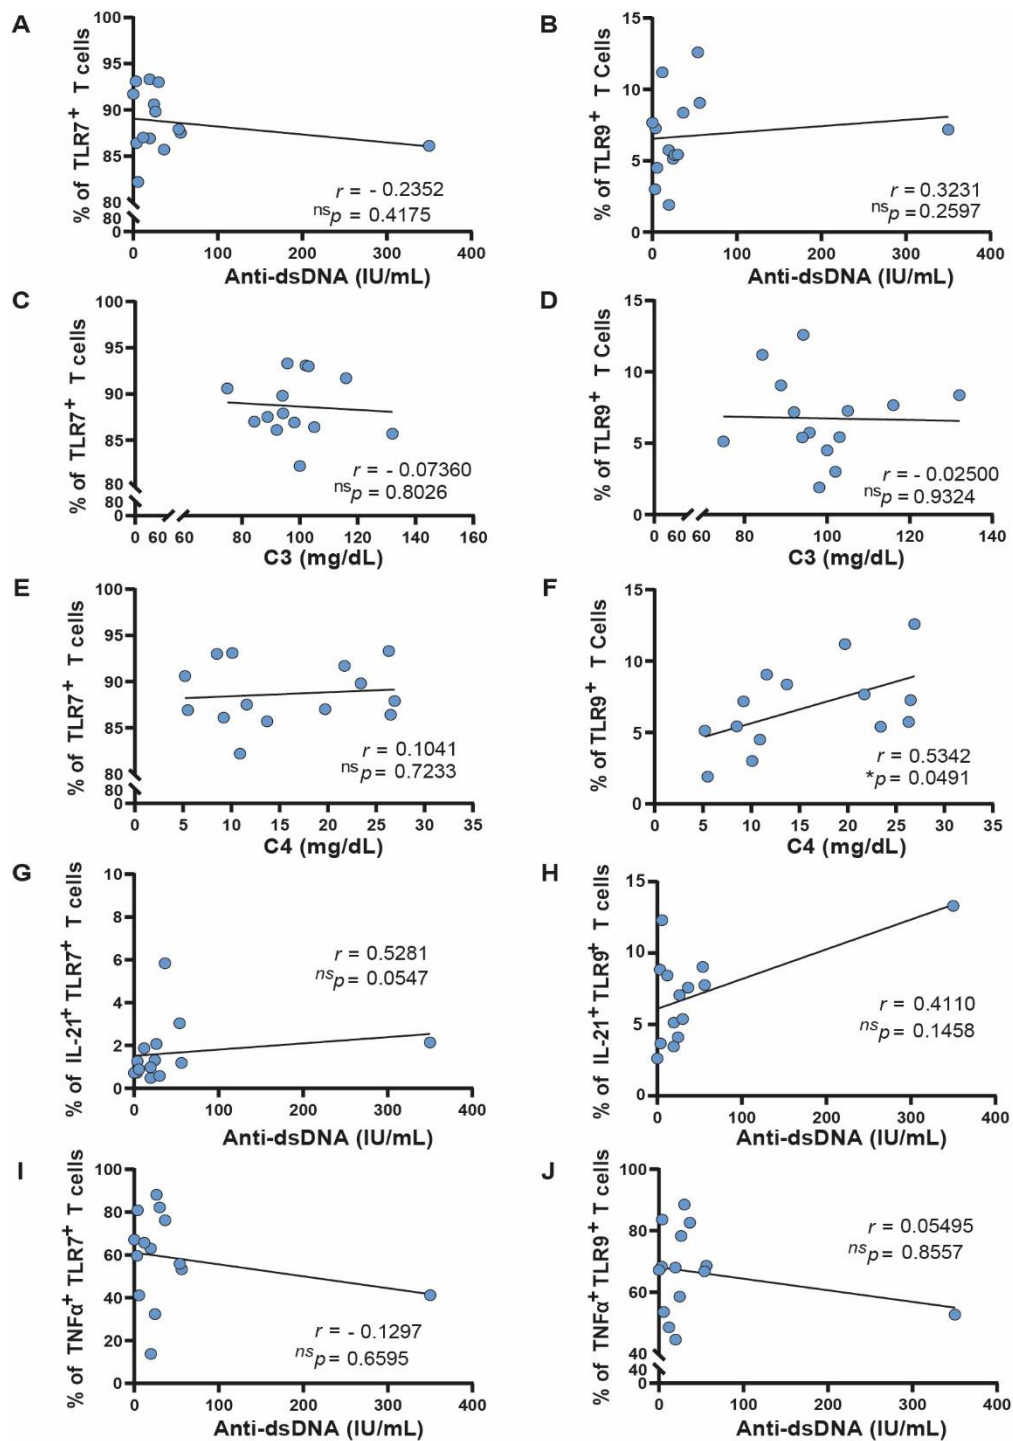 A
% of TLR7+ T cells
100
95
90
85
80
80
0
r = - 0.2352
ns p = 0.4175
0 100 200 300 400
Anti-dsDNA (IU/mL)
B
% of TLR9+ T Cells
15
10
5
0
r = 0.3231
ns p = 0.2597
0 100 200 300 400
Anti-dsDNA (IU/mL)
C
% of TLR7+ T cells
100
95
90
85
80
80
0
r = - 0.07360
ns p = 0.8026
0 60 60 80 100 120 140 160
C3 (mg/dL)
D
% of TLR9+ T Cells
15
10
5
0
r = - 0.02500
ns p = 0.9324
0 60 60 80 100 120 140
C3 (mg/dL)
E
% of TLR7+ T cells
100
95
90
85
80
80
0
r = 0.1041
ns p = 0.7233
0 5 10 15 20 25 30 35
C4 (mg/dL)
F
% of TLR9+ T Cells
15
10
5
0
r = 0.5342
*p = 0.0491
0 5 10 15 20 25 30 35
C4 (mg/dL)
G
% of IL-21+ TLR7+ T cells
10
8
6
4
2
0
r = 0.5281
ns p = 0.0547
0 100 200 300 400
Anti-dsDNA (IU/mL)
H
% of IL-21+ TLR9+ T cells
15
10
5
0
r = 0.4110
ns p = 0.1458
0 100 200 300 400
Anti-dsDNA (IU/mL)
I
% of TNFα+ TLR7+ T cells
100
80
60
40
20
0
r = - 0.1297
ns p = 0.6595
0 100 200 300 400
Anti-dsDNA (IU/mL)
J
% of TNFα+ TLR9+ T cells
100
80
60
40
40
0
r = 0.05495
ns p = 0.8557
0 100 200 300 400
Anti-dsDNA (IU/mL)